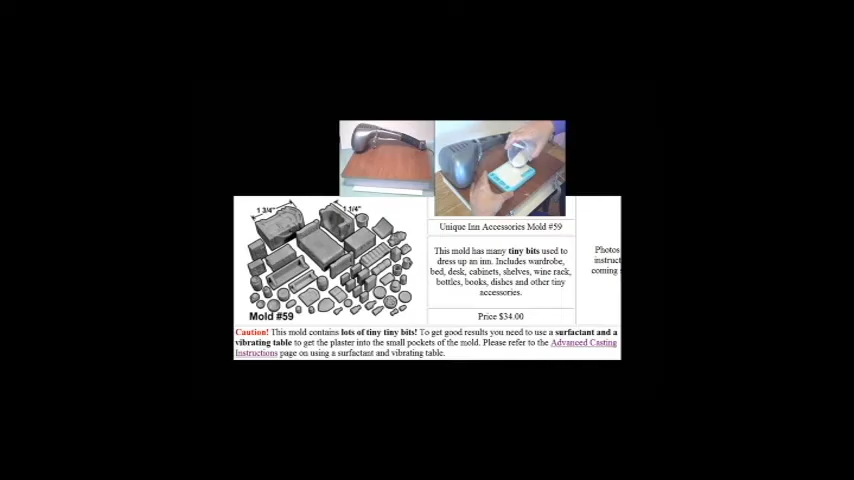 1 3/4"
1.1/4"
Mold #59
Unique Inn Accessories Mold #59
This mold has many tiny bits used to
dress up an inn. Includes wardrobe,
bed, desk, cabinets, shelves, wine rack,
bottles, books, dishes and other tiny
accessories.
Price $34.00
Photos
instruct
coming
Caution! This mold contains lots of tiny tiny bits! To get good results you need to use a surfactant and a
vibrating table to get the plaster into the small pockets of the mold. Please refer to the Advanced Casting
Instructions page on using a surfactant and vibrating table.